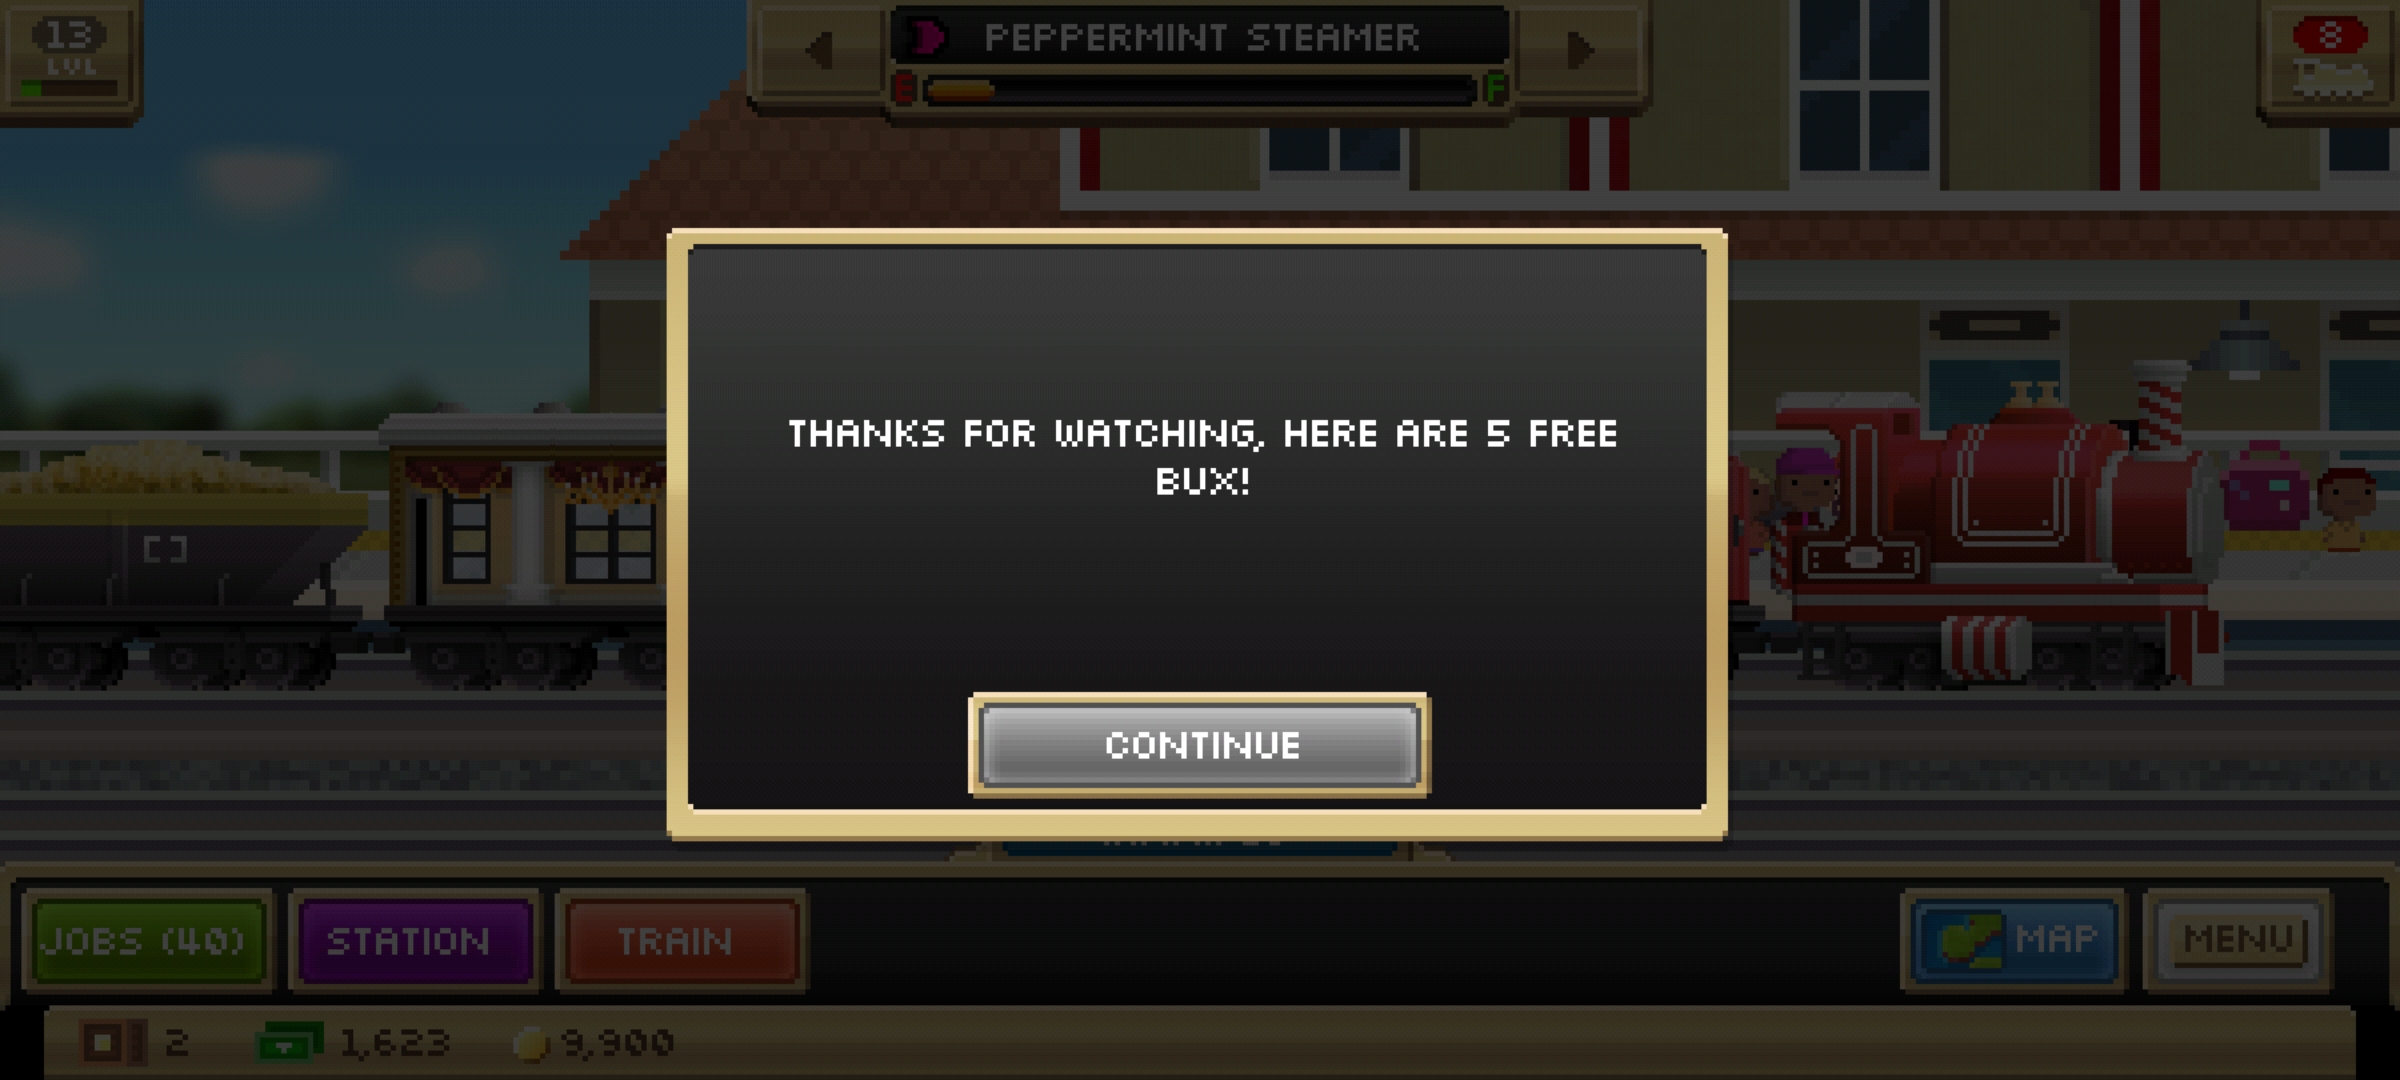 13
LVL
PEPPERMINT STEAMER
E F
8
THANKS FOR WATCHING, HERE ARE 5 FREE
BUX!
CONTINUE
JOBS (40)
STATION
TRAIN
MAP
MENU
2
1,623
9,900